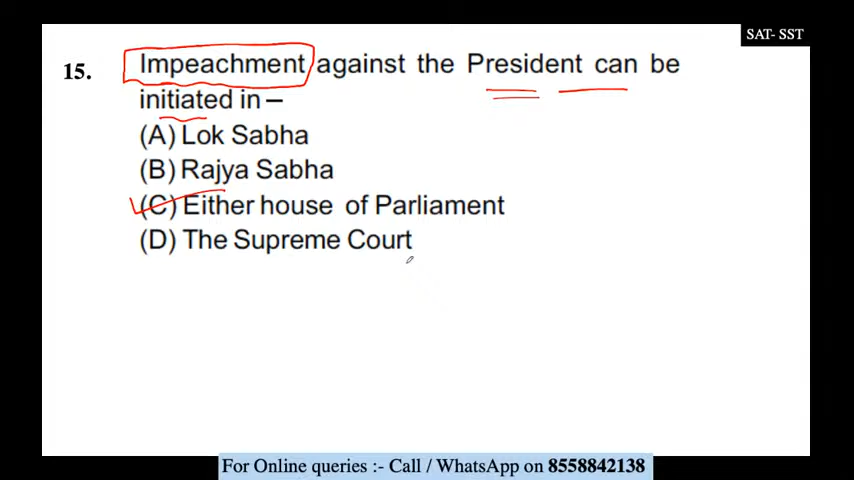 SAT- SST
15. Impeachment against the President can be
initiated in –
(A) Lok Sabha
(B) Rajya Sabha
(C) Either house of Parliament
(D) The Supreme Court
For Online queries :- Call / WhatsApp on 8558842138